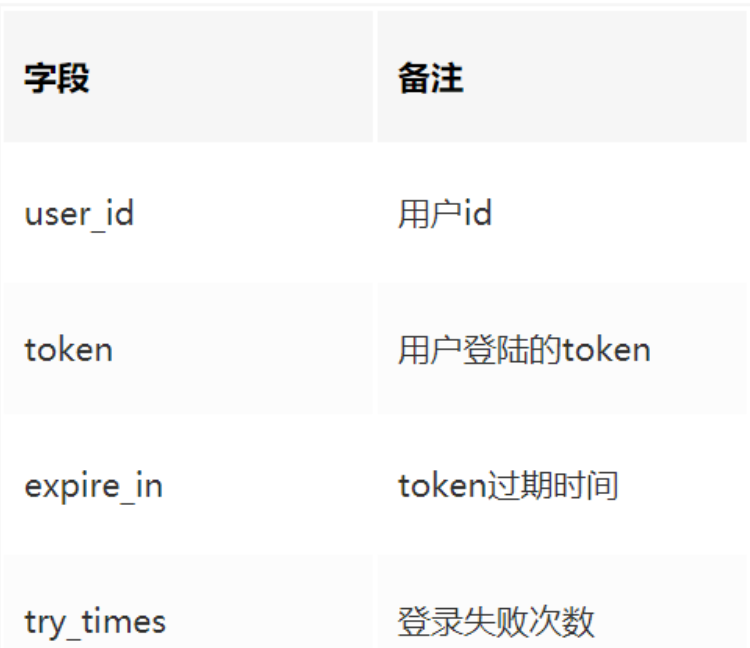 字段 备注
user_id 用户id
token 用户登陆的token
expire_in token过期时间
try_times 登录失败次数